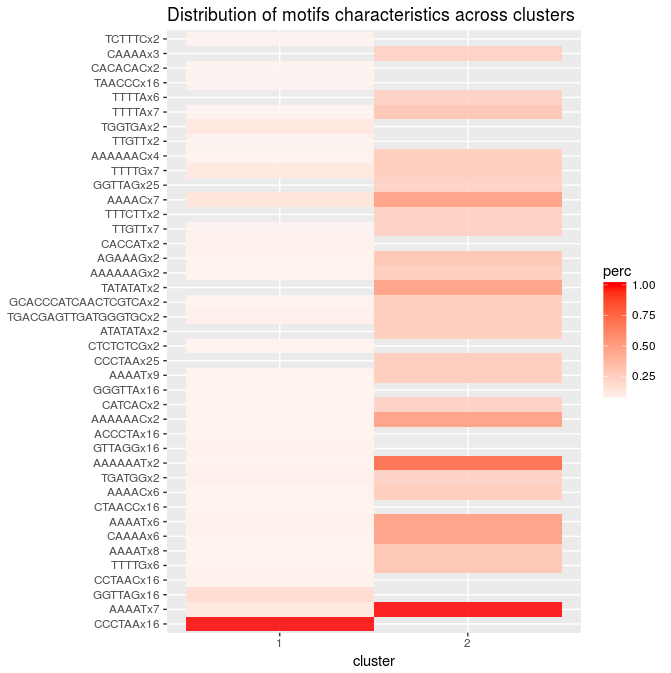 Distribution of motifs characteristics across clusters
TCTTTCx2
CAAAAx3
CACACACx2
TAACCCx16
TTTTAx6
TTTTAx7
TGGTGAx2
TTGTTx2
AAAAAACx4
TTTTGx7
GGTTAGx25
AAAACx7
TTTCTTx2
TTGTTx7
CACCATx2
AGAAAGx2
AAAAAAGx2
TATATATx2
GCACCCATCAACTCGTCAx2
TGACGAGTTGATGGGTGCx2
ATATATAx2
CTCTCTCGx2
CCCTAAx25
AAAATx9
GGGTTAx16
CATCACx2
AAAAAACx2
ACCCTAx16
GTTAGGx16
AAAAAATx2
TGATGGx2
AAAACx6
CTAACCx16
AAAATx6
CAAAAx6
AAAATx8
TTTTGx6
CCTAACx16
GGTTAGx16
AAAATx7
CCCTAAx16
1
2
cluster
perc
1.00
0.75
0.50
0.25